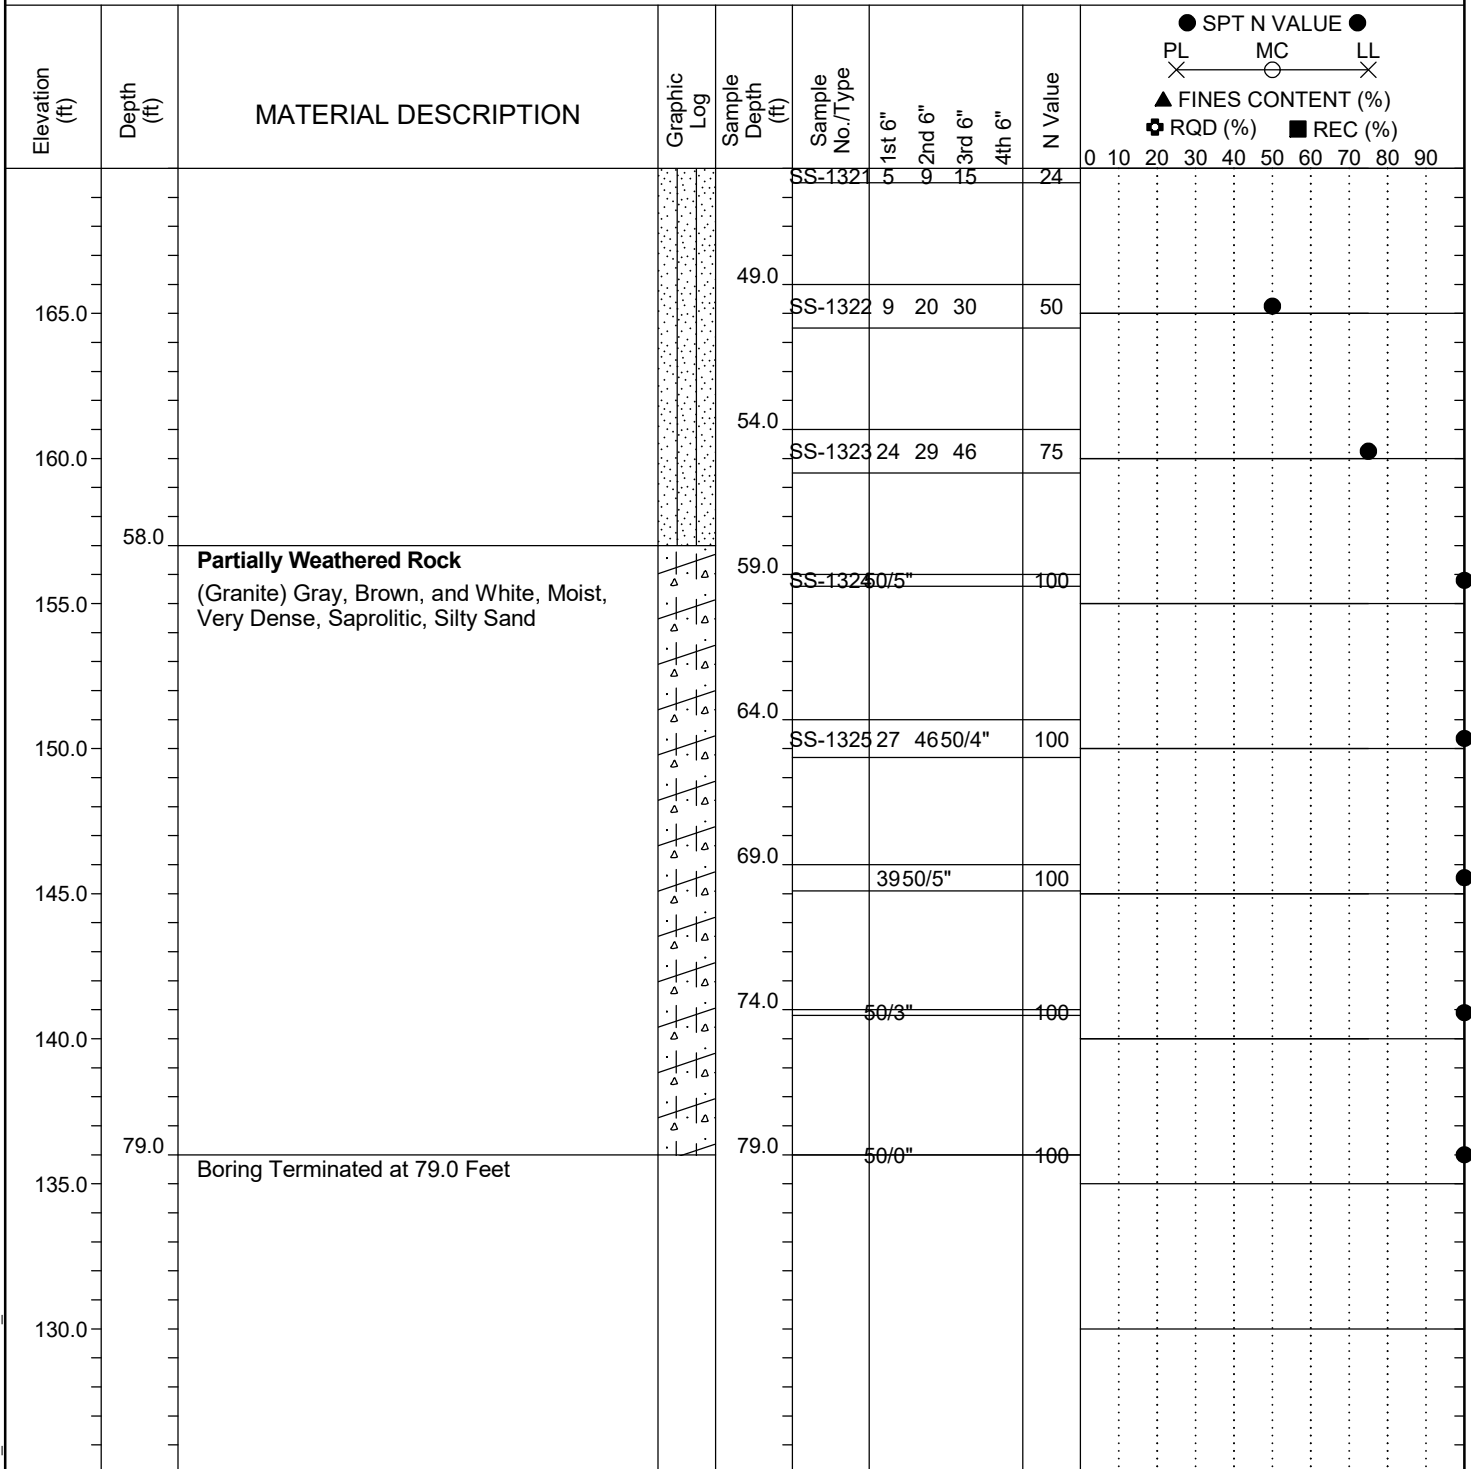 ● SPT N VALUE ●
PL MC LL
▲ FINES CONTENT (%)
RQD (%) ■ REC (%)
Elevation (ft)
Depth (ft)
MATERIAL DESCRIPTION
Graphic Log
Sample Depth (ft)
Sample No./Type
1st 6"
2nd 6"
3rd 6"
4th 6"
N Value
0 10 20 30 40 50 60 70 80 90
SS-1321 5 9 15 24
49.0
165.0 SS-1322 9 20 30 50
54.0
160.0 SS-1323 24 29 46 75
58.0
Partially Weathered Rock
59.0
SS-1324 50/5" 100
(Granite) Gray, Brown, and White, Moist,
155.0
Very Dense, Saprolitic, Silty Sand
64.0
150.0 SS-1325 27 46 50/4" 100
69.0
39 50/5" 100
145.0
74.0
50/3" 100
140.0
79.0 79.0
50/0" 100
Boring Terminated at 79.0 Feet
135.0
130.0